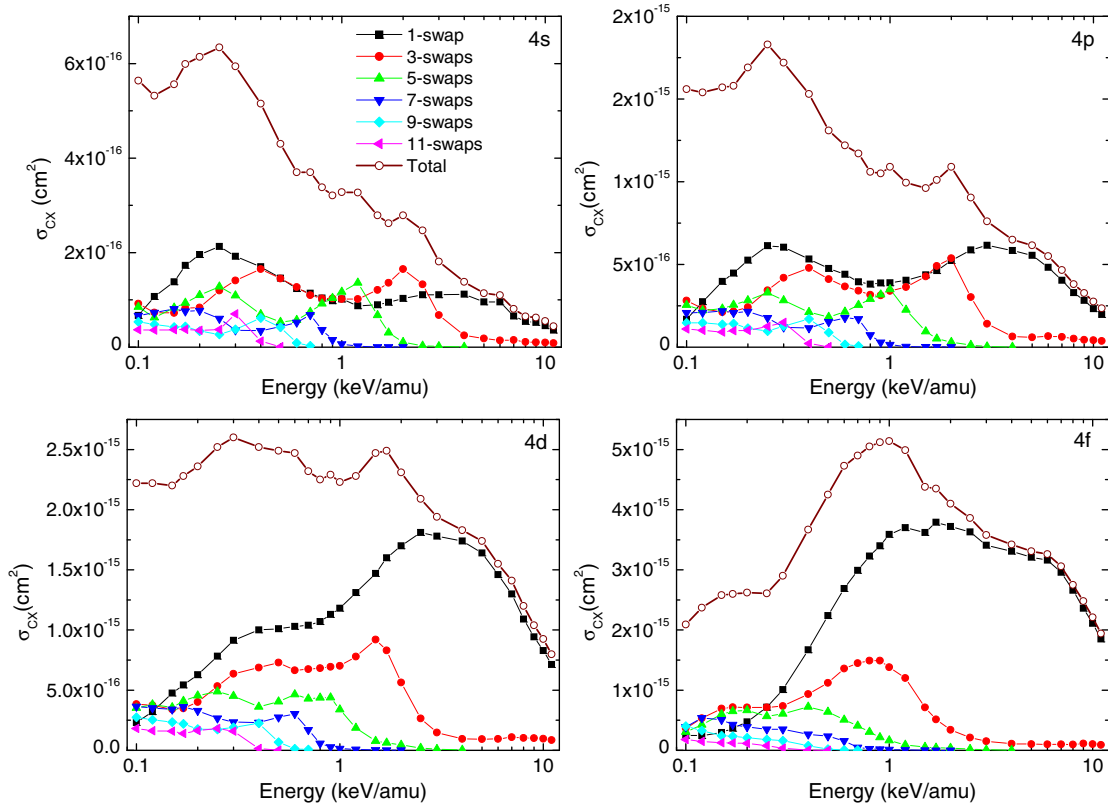 4s
6x10⁻¹⁶
4x10⁻¹⁶
2x10⁻¹⁶
0
σCX (cm²)
1-swap
3-swaps
5-swaps
7-swaps
9-swaps
11-swaps
Total
0.1 1 10
Energy (keV/amu)
4p
2x10⁻¹⁵
2x10⁻¹⁵
1x10⁻¹⁵
5x10⁻¹⁶
0
σCX(cm²)
0.1 1 10
Energy (keV/amu)
4d
2.5x10⁻¹⁵
2.0x10⁻¹⁵
1.5x10⁻¹⁵
1.0x10⁻¹⁵
5.0x10⁻¹⁶
0.0
σCX(cm²)
0.1 1 10
Energy (keV/amu)
4f
5x10⁻¹⁵
4x10⁻¹⁵
3x10⁻¹⁵
2x10⁻¹⁵
1x10⁻¹⁵
0.0
σCX(cm²)
0.1 1 10
Energy (keV/amu)